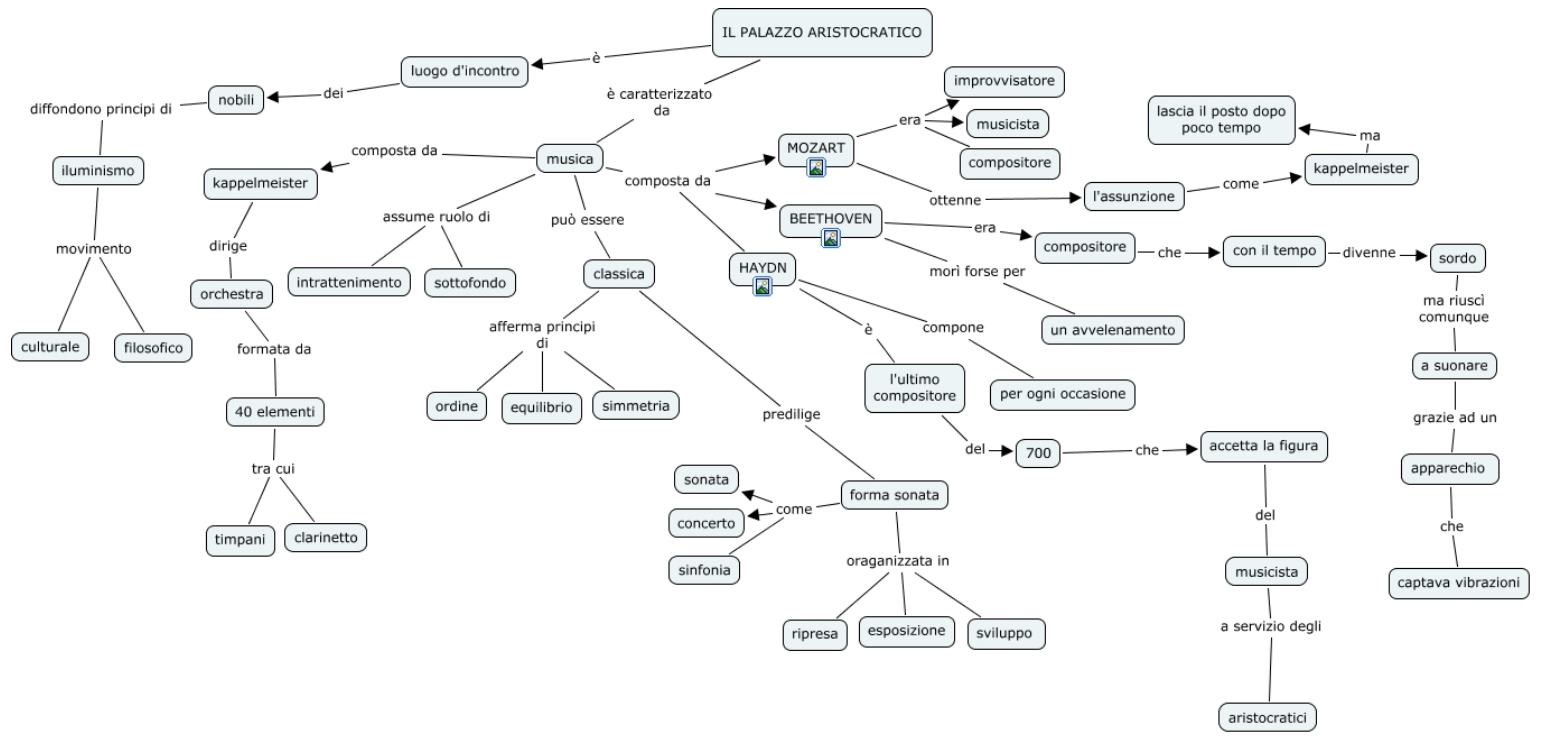 IL PALAZZO ARISTOCRATICO
è
luogo d'incontro
dei
nobili
diffondono principi di
iluminismo
movimento
culturale
filosofico
è caratterizzato
da
musica
composta da
kappelmeister
dirige
orchestra
formata da
40 elementi
tra cui
timpani
clarinetto
assume ruolo di
intrattenimento
sottofondo
può essere
classica
afferma principi
di
ordine
equilibrio
simmetria
predilige
forma sonata
come
sonata
concerto
sinfonia
oraganizzata in
ripresa
esposizione
sviluppo
composta da
MOZART
era
improvvisatore
musicista
compositore
ottenne
l'assunzione
come
kappelmeister
ma
lascia il posto dopo
poco tempo
BEETHOVEN
era
compositore
che
con il tempo
divenne
sordo
ma riuscì
comunque
a suonare
grazie ad un
apparechio
che
captava vibrazioni
morì forse per
un avvelenamento
HAYDN
è
l'ultimo
compositore
del
700
che
accetta la figura
del
musicista
a servizio degli
aristocratici
compone
per ogni occasione